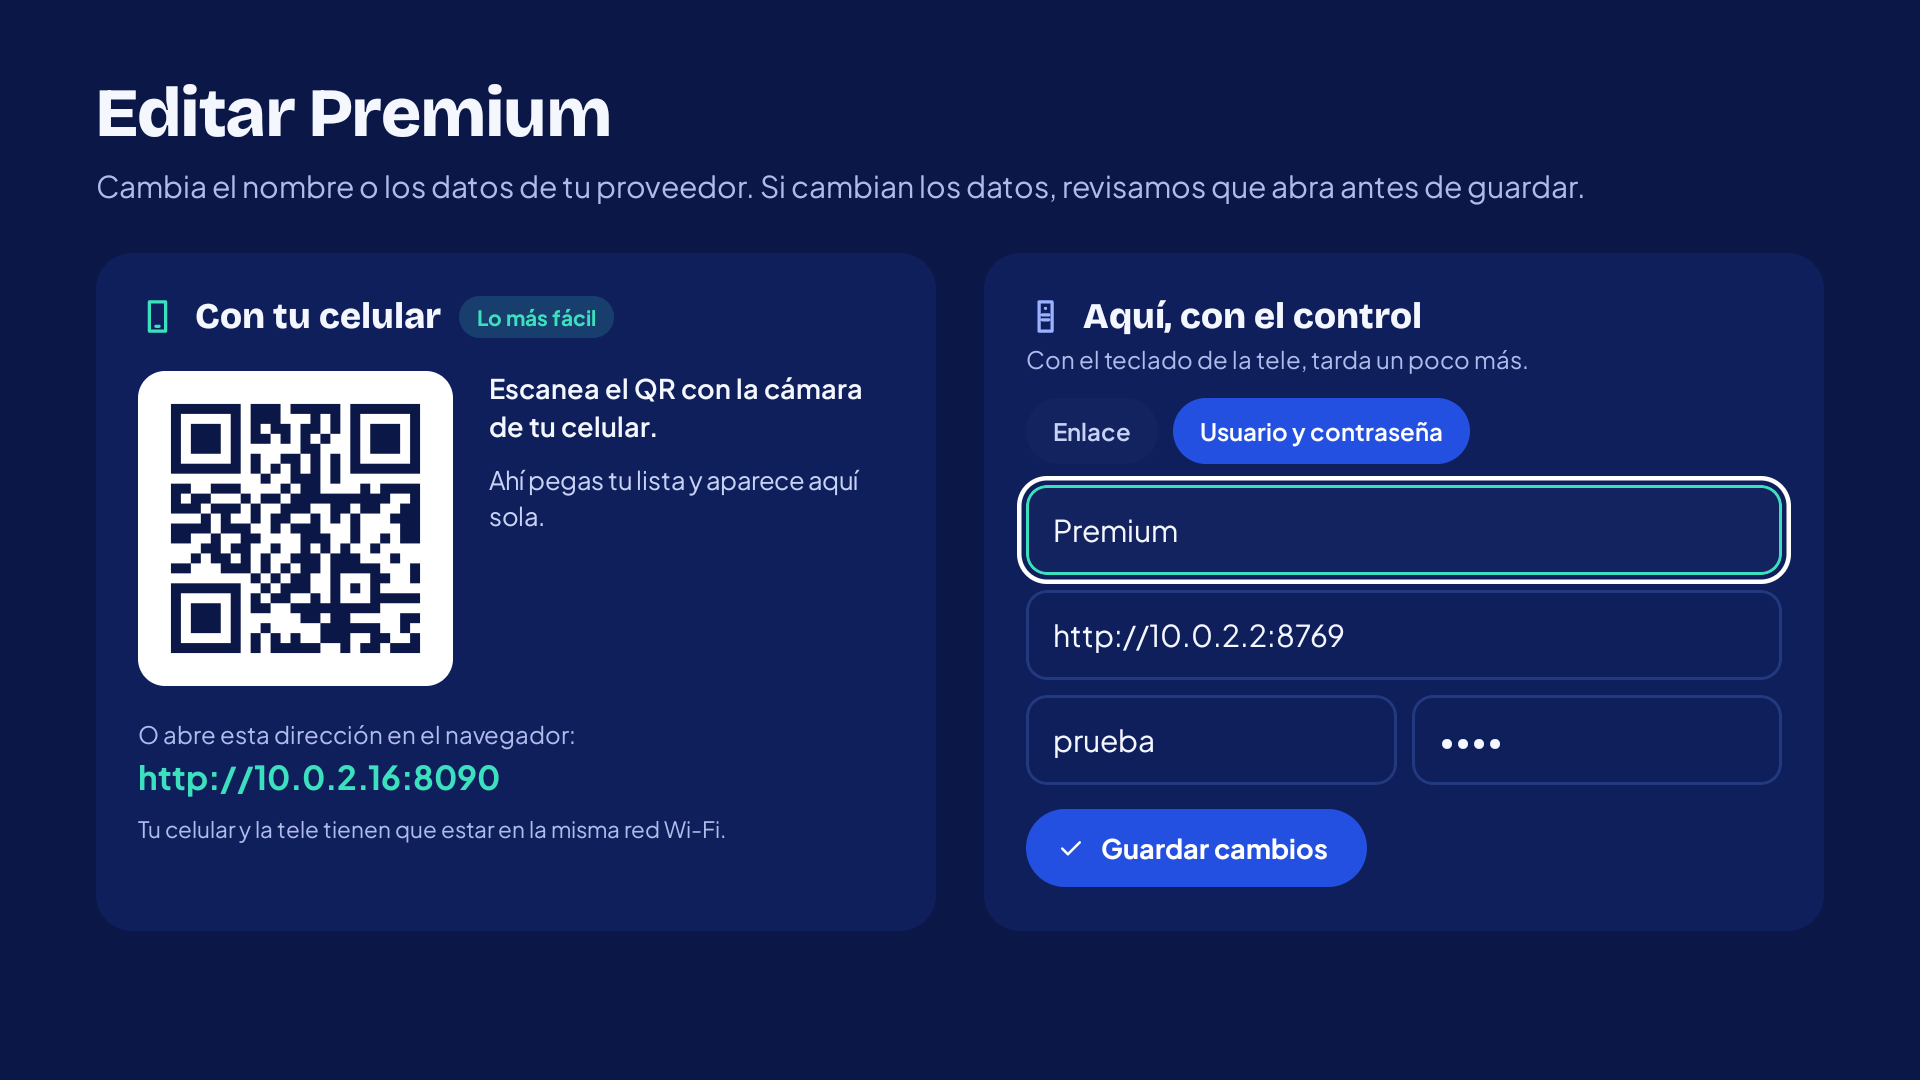 Editar Premium
Cambia el nombre o los datos de tu proveedor. Si cambian los datos, revisamos que abra antes de guardar.
Con tu celular
Lo más fácil
Escanea el QR con la cámara
de tu celular.
Ahí pegas tu lista y aparece aquí
sola.
O abre esta dirección en el navegador:
http://10.0.2.16:8090
Tu celular y la tele tienen que estar en la misma red Wi-Fi.
Aquí, con el control
Con el teclado de la tele, tarda un poco más.
Enlace
Usuario y contraseña
Premium
http://10.0.2.2:8769
prueba
••••
Guardar cambios